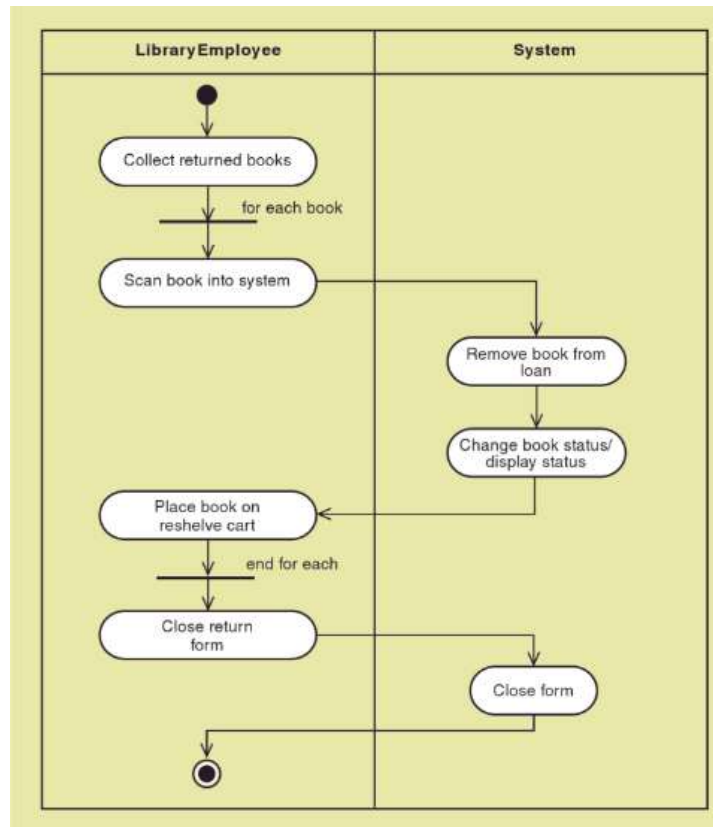 LibraryEmployee
System
Collect returned books
for each book
Scan book into system
Remove book from
loan
Change book status/
display status
Place book on
reshelve cart
end for each
Close return
form
Close form